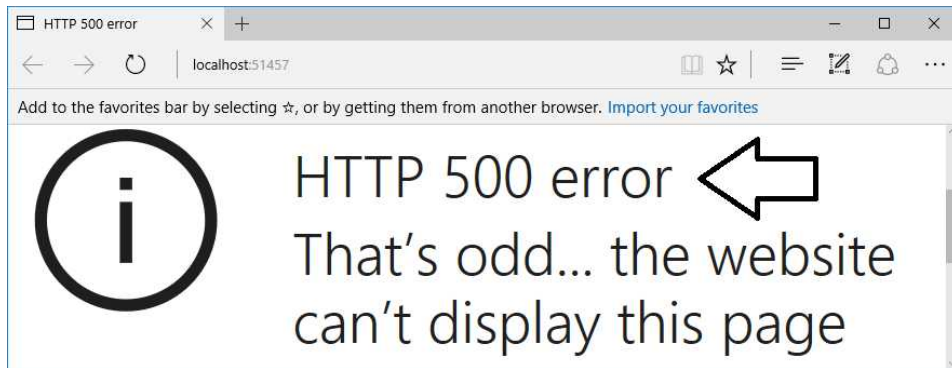 HTTP 500 error
localhost:51457
Add to the favorites bar by selecting ☆, or by getting them from another browser. Import your favorites
i
HTTP 500 error
That's odd... the website
can't display this page